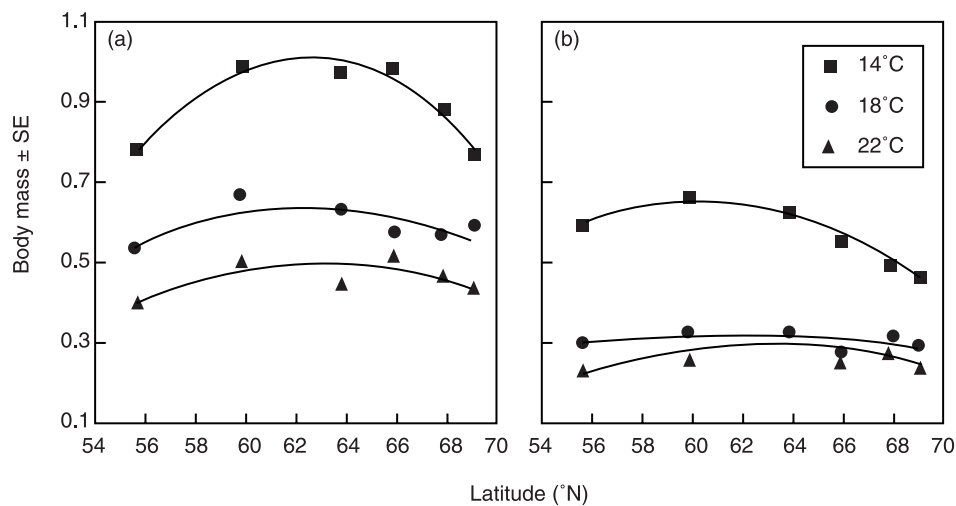 (a)
(b)
14˚C
18˚C
22˚C
Body mass ± SE
1.1
0.9
0.7
0.5
0.3
0.1
54 56 58 60 62 64 66 68 70
54 56 58 60 62 64 66 68 70
Latitude (˚N)